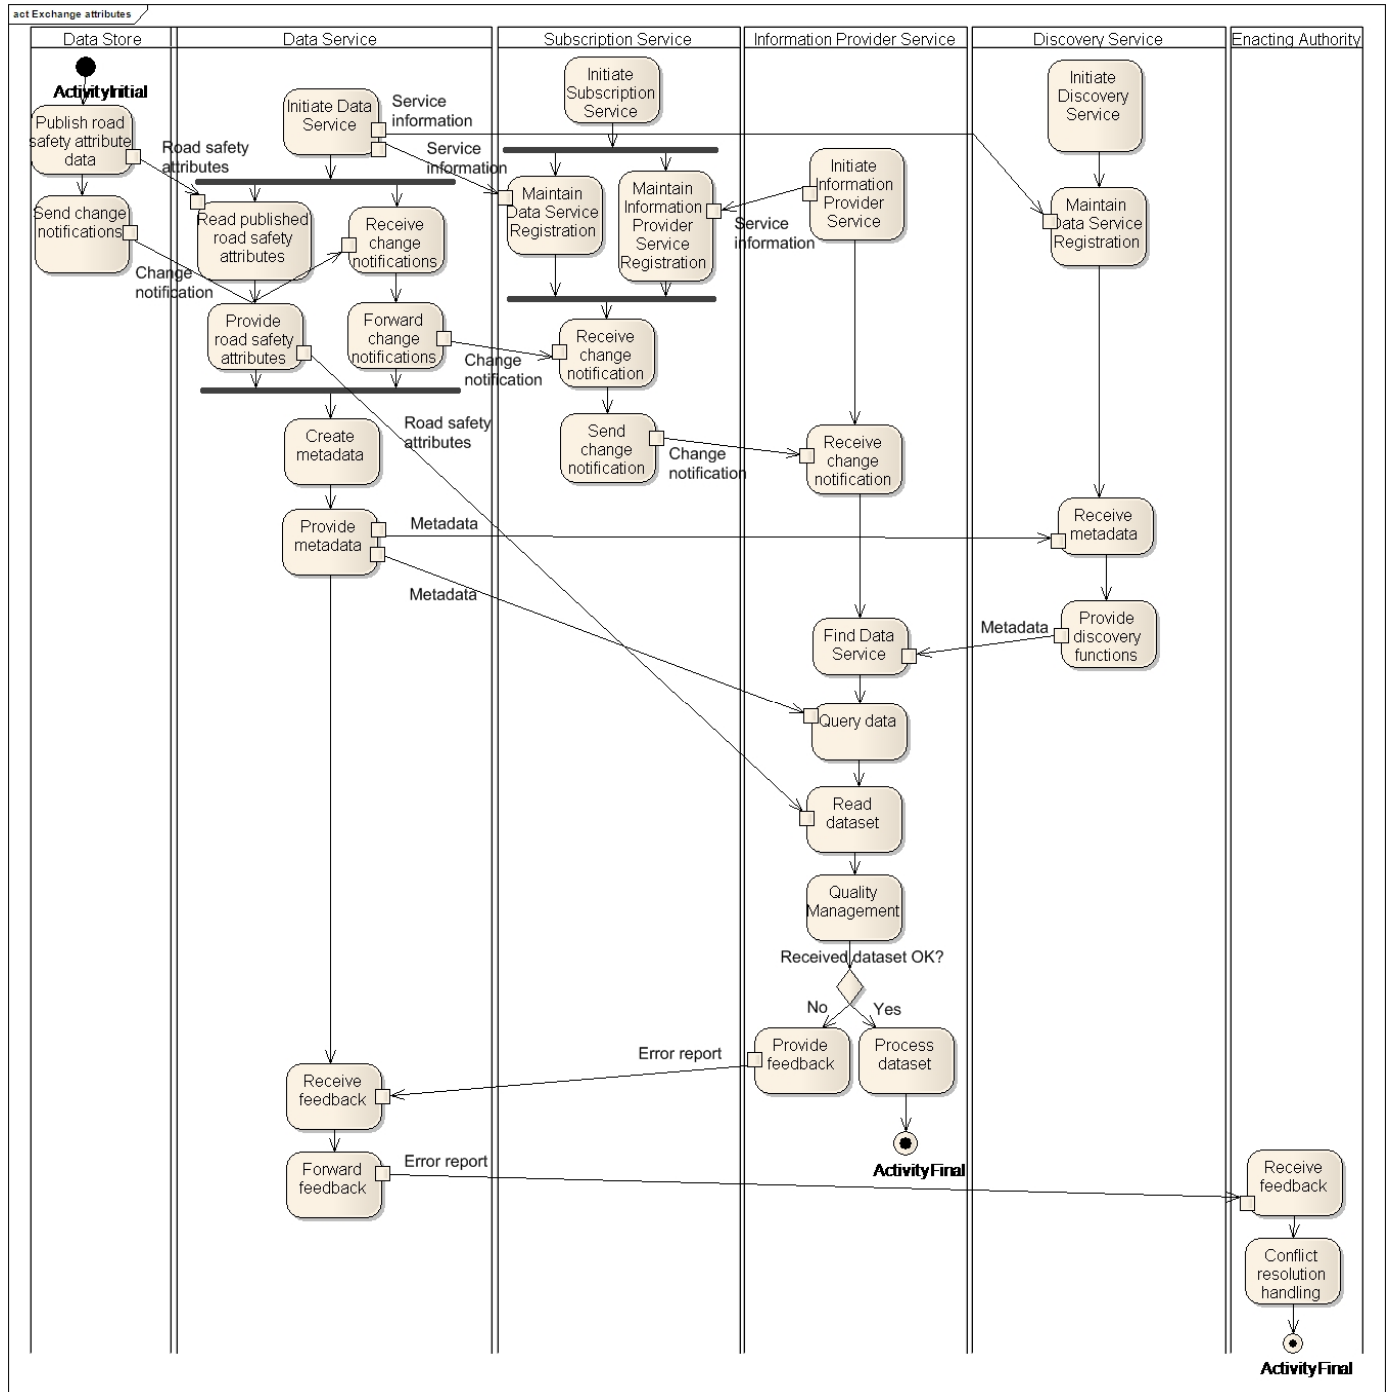 act Exchange attributes
Data Store
Data Service
Subscription Service
Information Provider Service
Discovery Service
Enacting Authority
ActivityInitial
Publish road
safety attribute
data
Send change
notifications
Road safety
attributes
Change
notification
Initiate Data
Service
Service
information
Service
information
Read published
road safety
attributes
Receive
change
notifications
Provide
road safety
attributes
Forward
change
notifications
Change
notification
Road safety
attributes
Create
metadata
Provide
metadata
Metadata
Metadata
Receive
feedback
Forward
feedback
Error report
Error report
Initiate
Subscription
Service
Maintain
Data Service
Registration
Maintain
Information
Provider
Service
Registration
Receive
change
notification
Send
change
notification
Change
notification
Initiate
Information
Provider
Service
Service
information
Receive
change
notification
Find Data
Service
Query data
Read
dataset
Quality
Management
Received dataset OK?
No
Yes
Provide
feedback
Process
dataset
ActivityFinal
Initiate
Discovery
Service
Maintain
Data Service
Registration
Receive
metadata
Provide
discovery
functions
Metadata
Receive
feedback
Conflict
resolution
handling
ActivityFinal